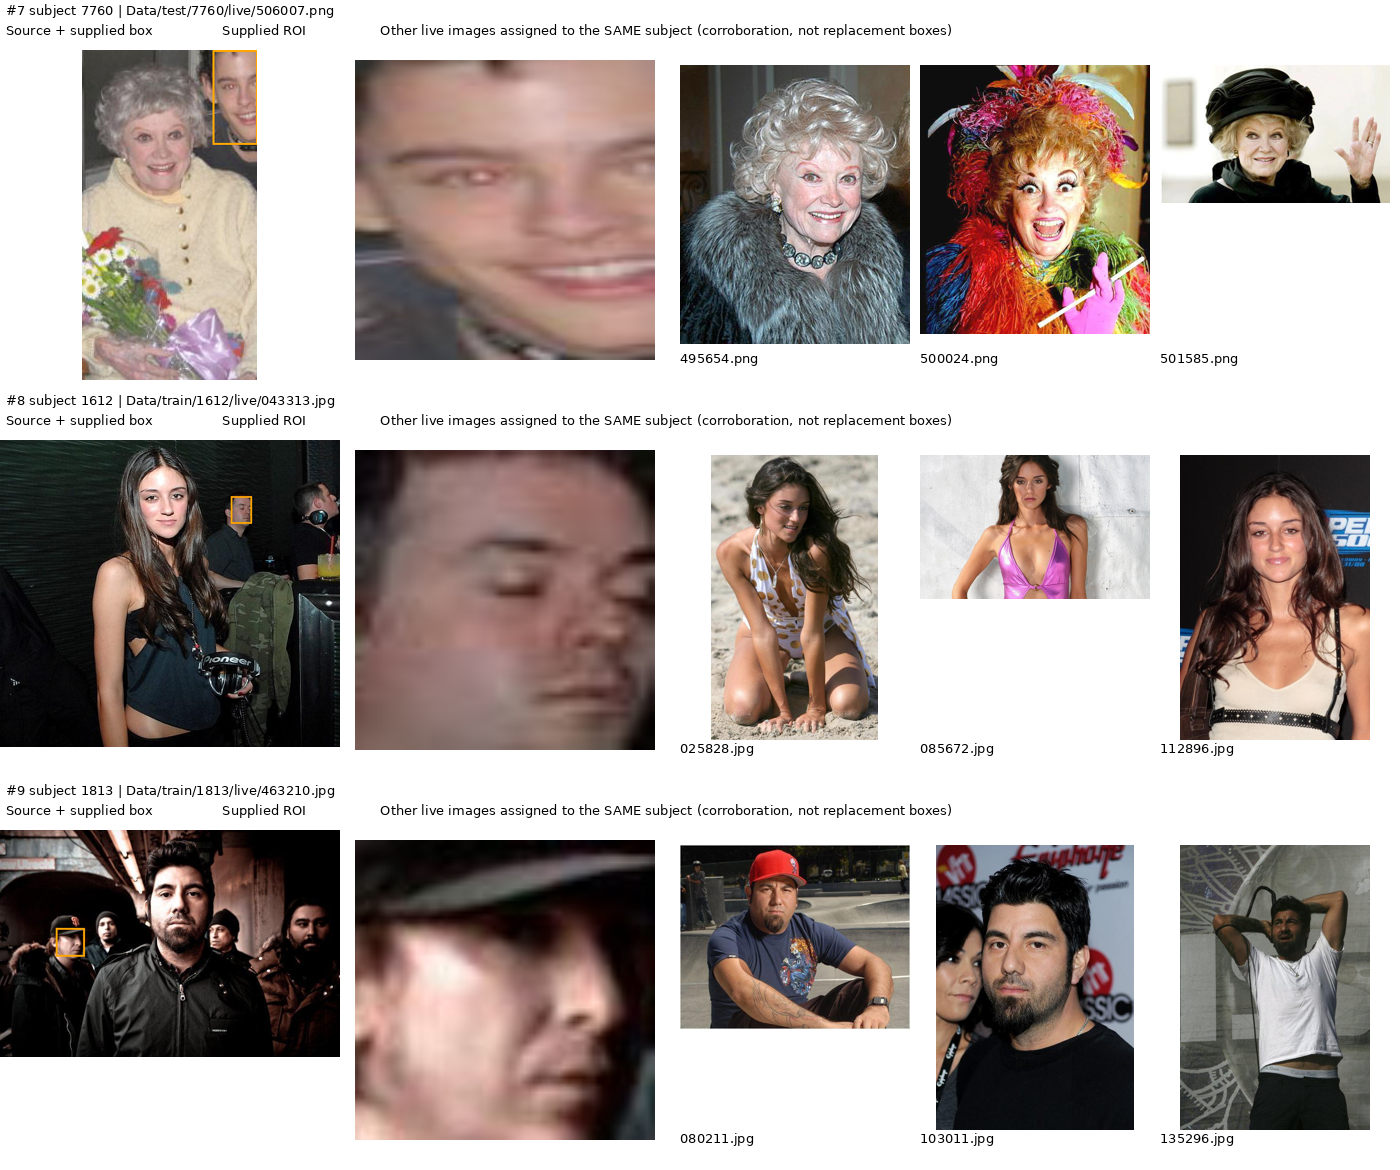 #7 subject 7760 | Data/test/7760/live/506007.png
Source + supplied box Supplied ROI Other live images assigned to the SAME subject (corroboration, not replacement boxes)
495654.png 500024.png 501585.png
#8 subject 1612 | Data/train/1612/live/043313.jpg
Source + supplied box Supplied ROI Other live images assigned to the SAME subject (corroboration, not replacement boxes)
Pioneer
025828.jpg 085672.jpg 112896.jpg
#9 subject 1813 | Data/train/1813/live/463210.jpg
Source + supplied box Supplied ROI Other live images assigned to the SAME subject (corroboration, not replacement boxes)
080211.jpg 103011.jpg 135296.jpg